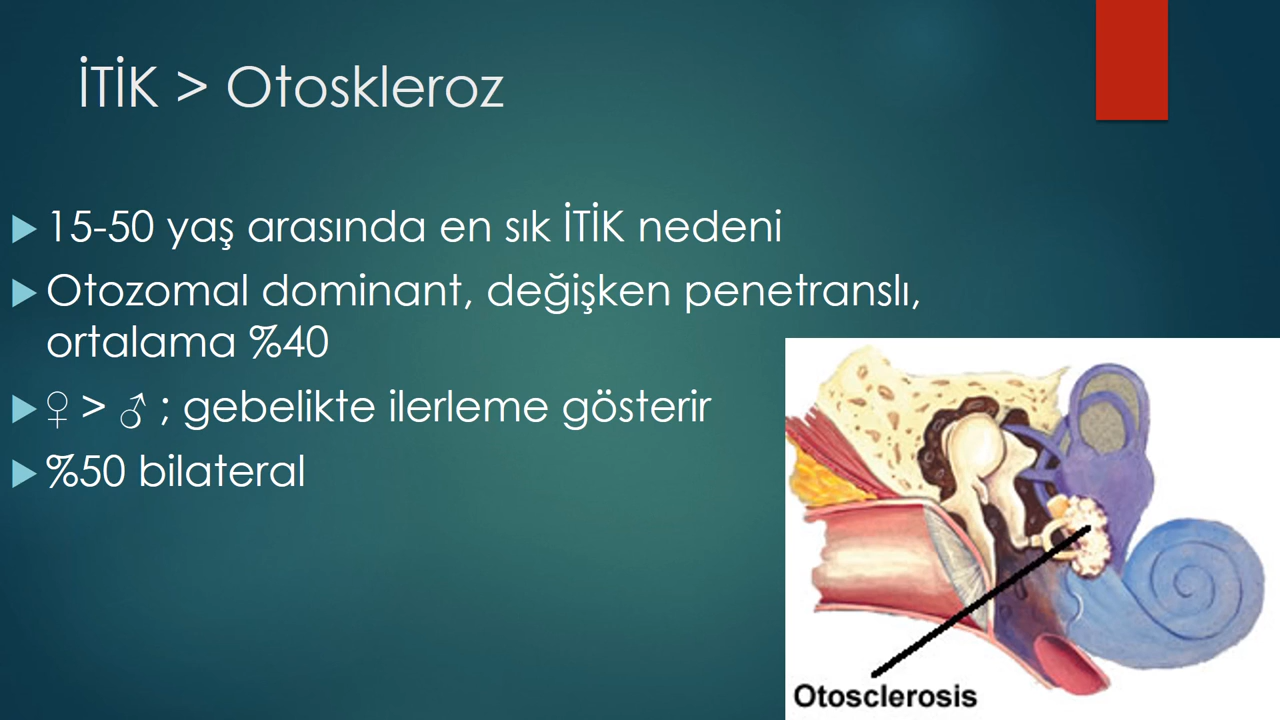 İTİK > Otoskleroz
15-50 yaş arasında en sık İTİK nedeni
Otozomal dominant, değişken penetranslı,
ortalama %40
♀ > ♂ ; gebelikte ilerleme gösterir
%50 bilateral
Otosclerosis